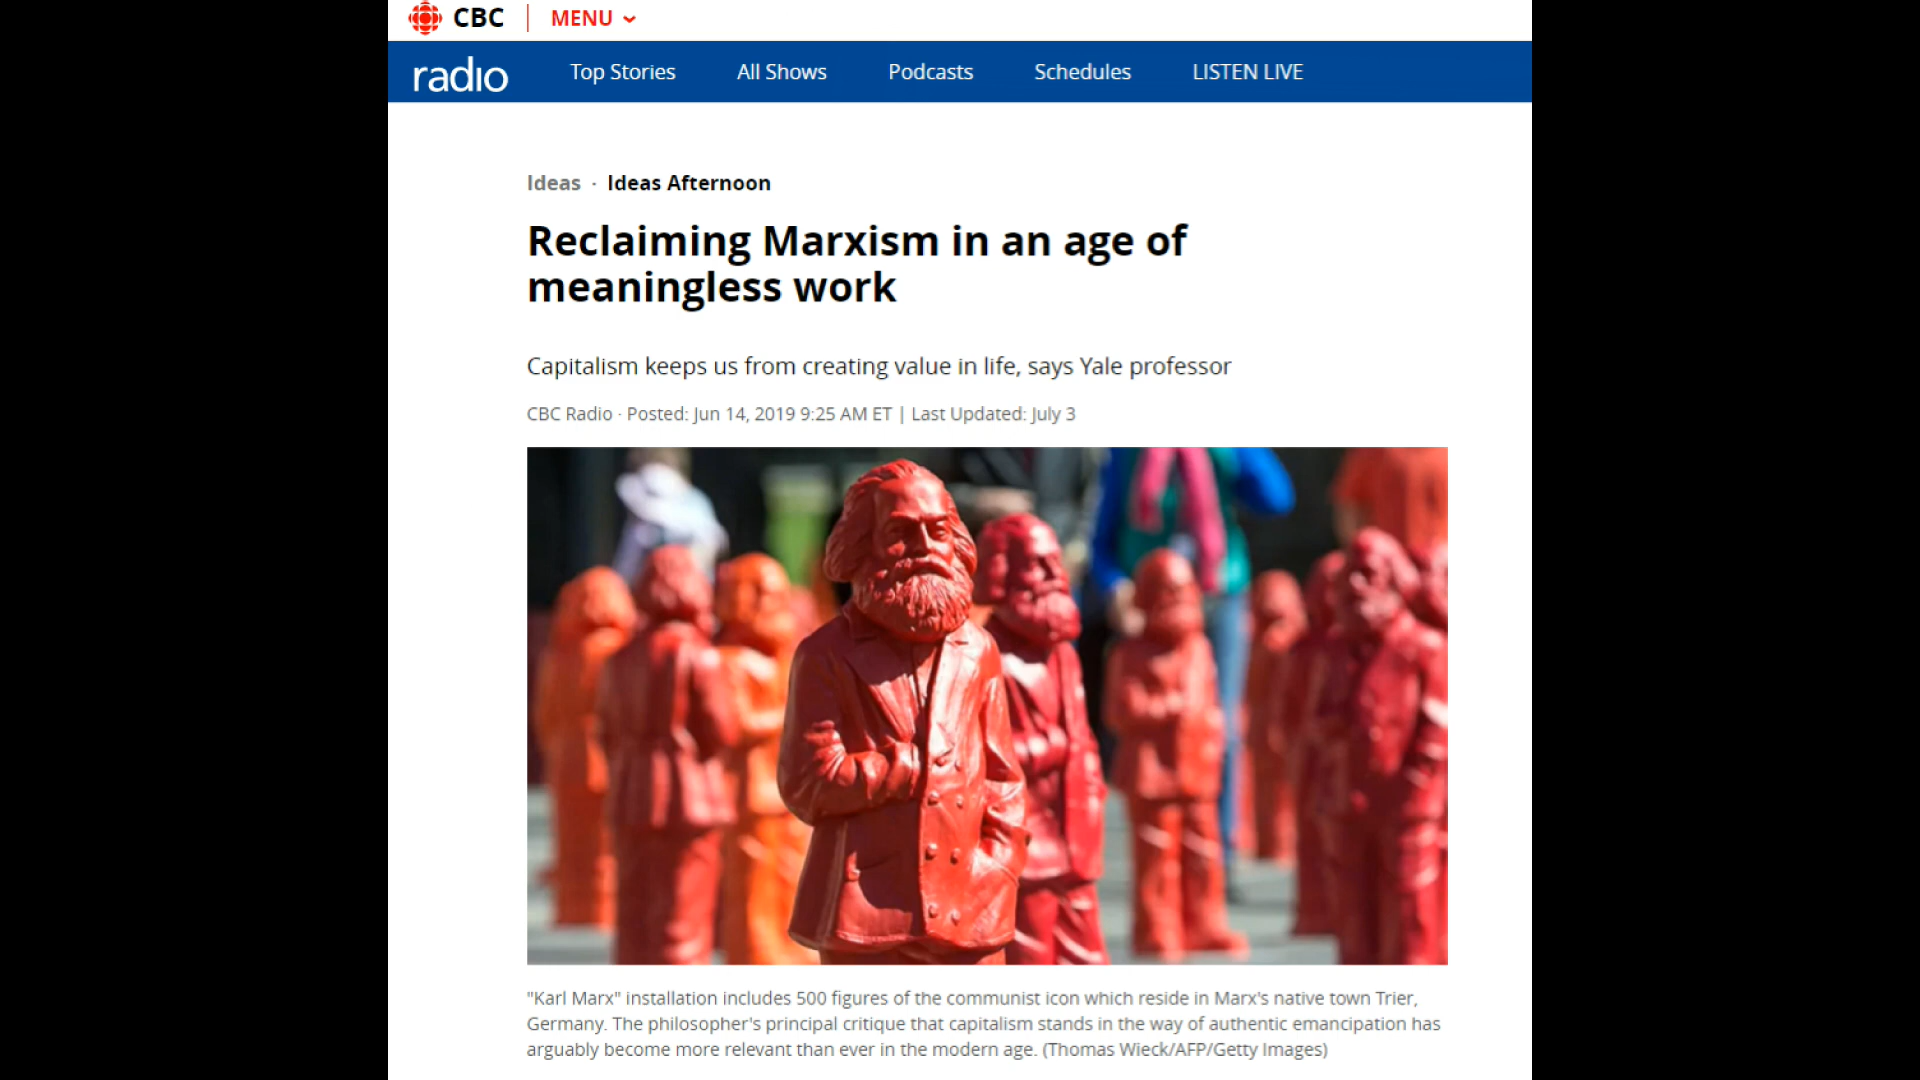 CBC MENU
radio Top Stories All Shows Podcasts Schedules LISTEN LIVE
Ideas · Ideas Afternoon
Reclaiming Marxism in an age of
meaningless work
Capitalism keeps us from creating value in life, says Yale professor
CBC Radio · Posted: Jun 14, 2019 9:25 AM ET | Last Updated: July 3
"Karl Marx" installation includes 500 figures of the communist icon which reside in Marx's native town Trier,
Germany. The philosopher's principal critique that capitalism stands in the way of authentic emancipation has
arguably become more relevant than ever in the modern age. (Thomas Wieck/AFP/Getty Images)